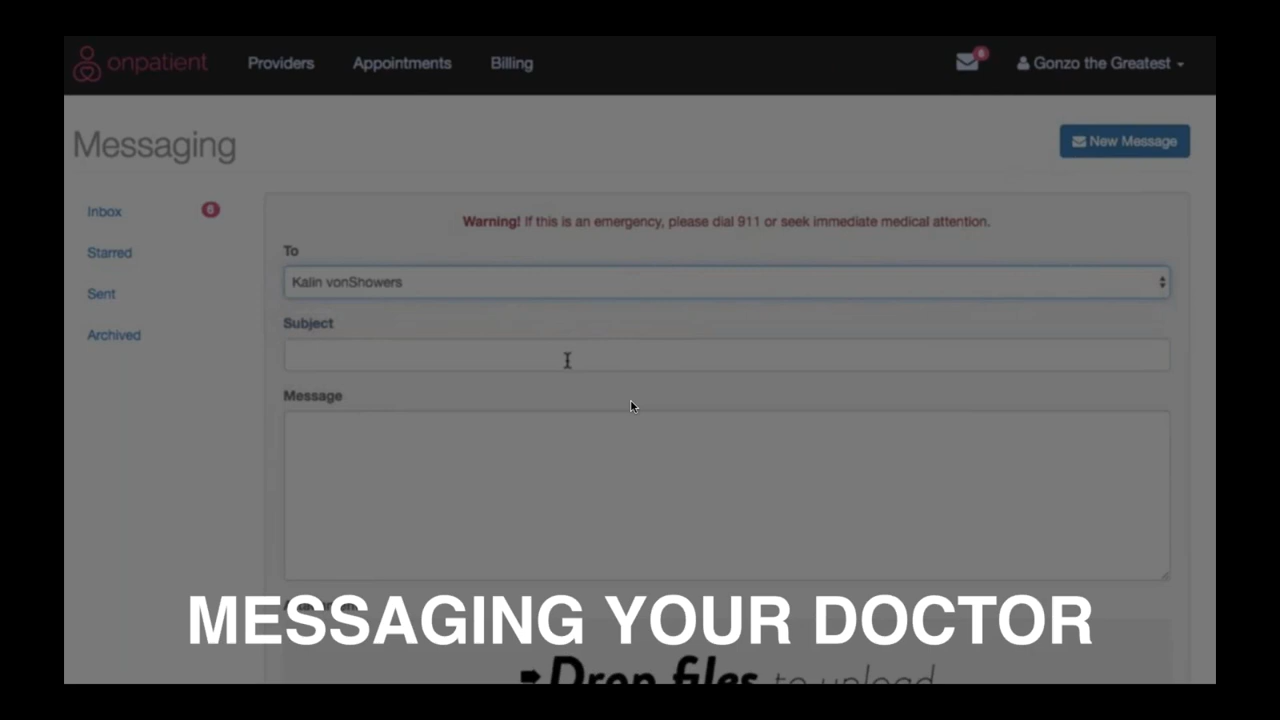 onpatient Providers Appointments Billing 6 Gonzo the Greatest
Messaging
New Message
Inbox 6
Starred
Sent
Archived
Warning! If this is an emergency, please dial 911 or seek immediate medical attention.
To
Kalin vonShowers
Subject
Message
MESSAGING YOUR DOCTOR
Drop files to upload